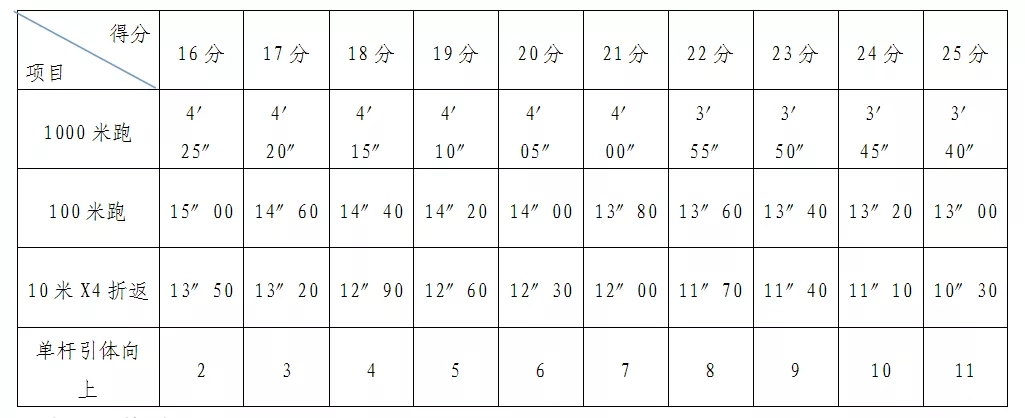 得分
项目
16分 17分 18分 19分 20分 21分 22分 23分 24分 25分
1000米跑 4′ 4′ 4′ 4′ 4′ 4′ 3′ 3′ 3′ 3′
25″ 20″ 15″ 10″ 05″ 00″ 55″ 50″ 45″ 40″
100米跑 15″00 14″60 14″40 14″20 14″00 13″80 13″60 13″40 13″20 13″00
10米X4折返 13″50 13″20 12″90 12″60 12″30 12″00 11″70 11″40 11″10 10″30
单杆引体向
上 2 3 4 5 6 7 8 9 10 11